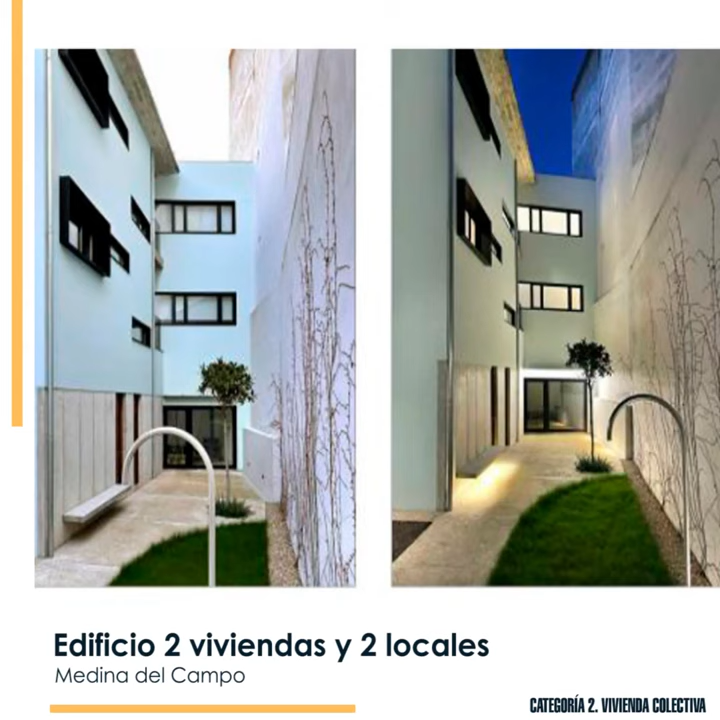 Edificio 2 viviendas y 2 locales
Medina del Campo
CATEGORÍA 2. VIVIENDA COLECTIVA